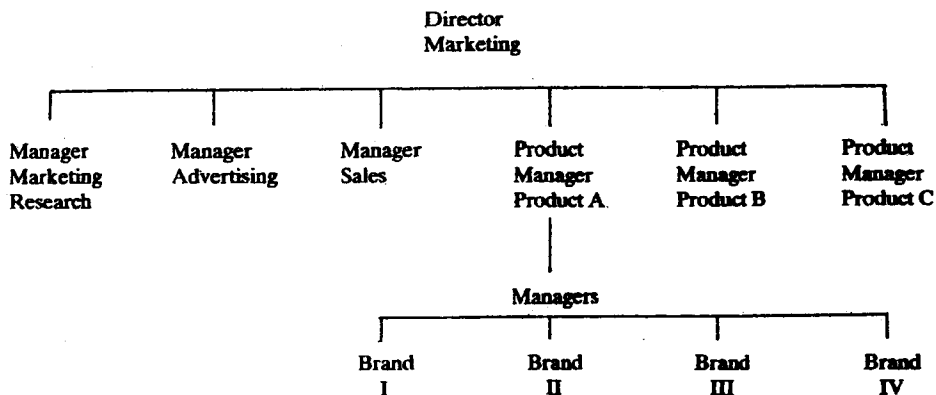 Director
Marketing
Manager
Marketing
Research
Manager
Advertising
Manager
Sales
Product
Manager
Product A
Product
Manager
Product B
Product
Manager
Product C
Managers
Brand
I
Brand
II
Brand
III
Brand
IV